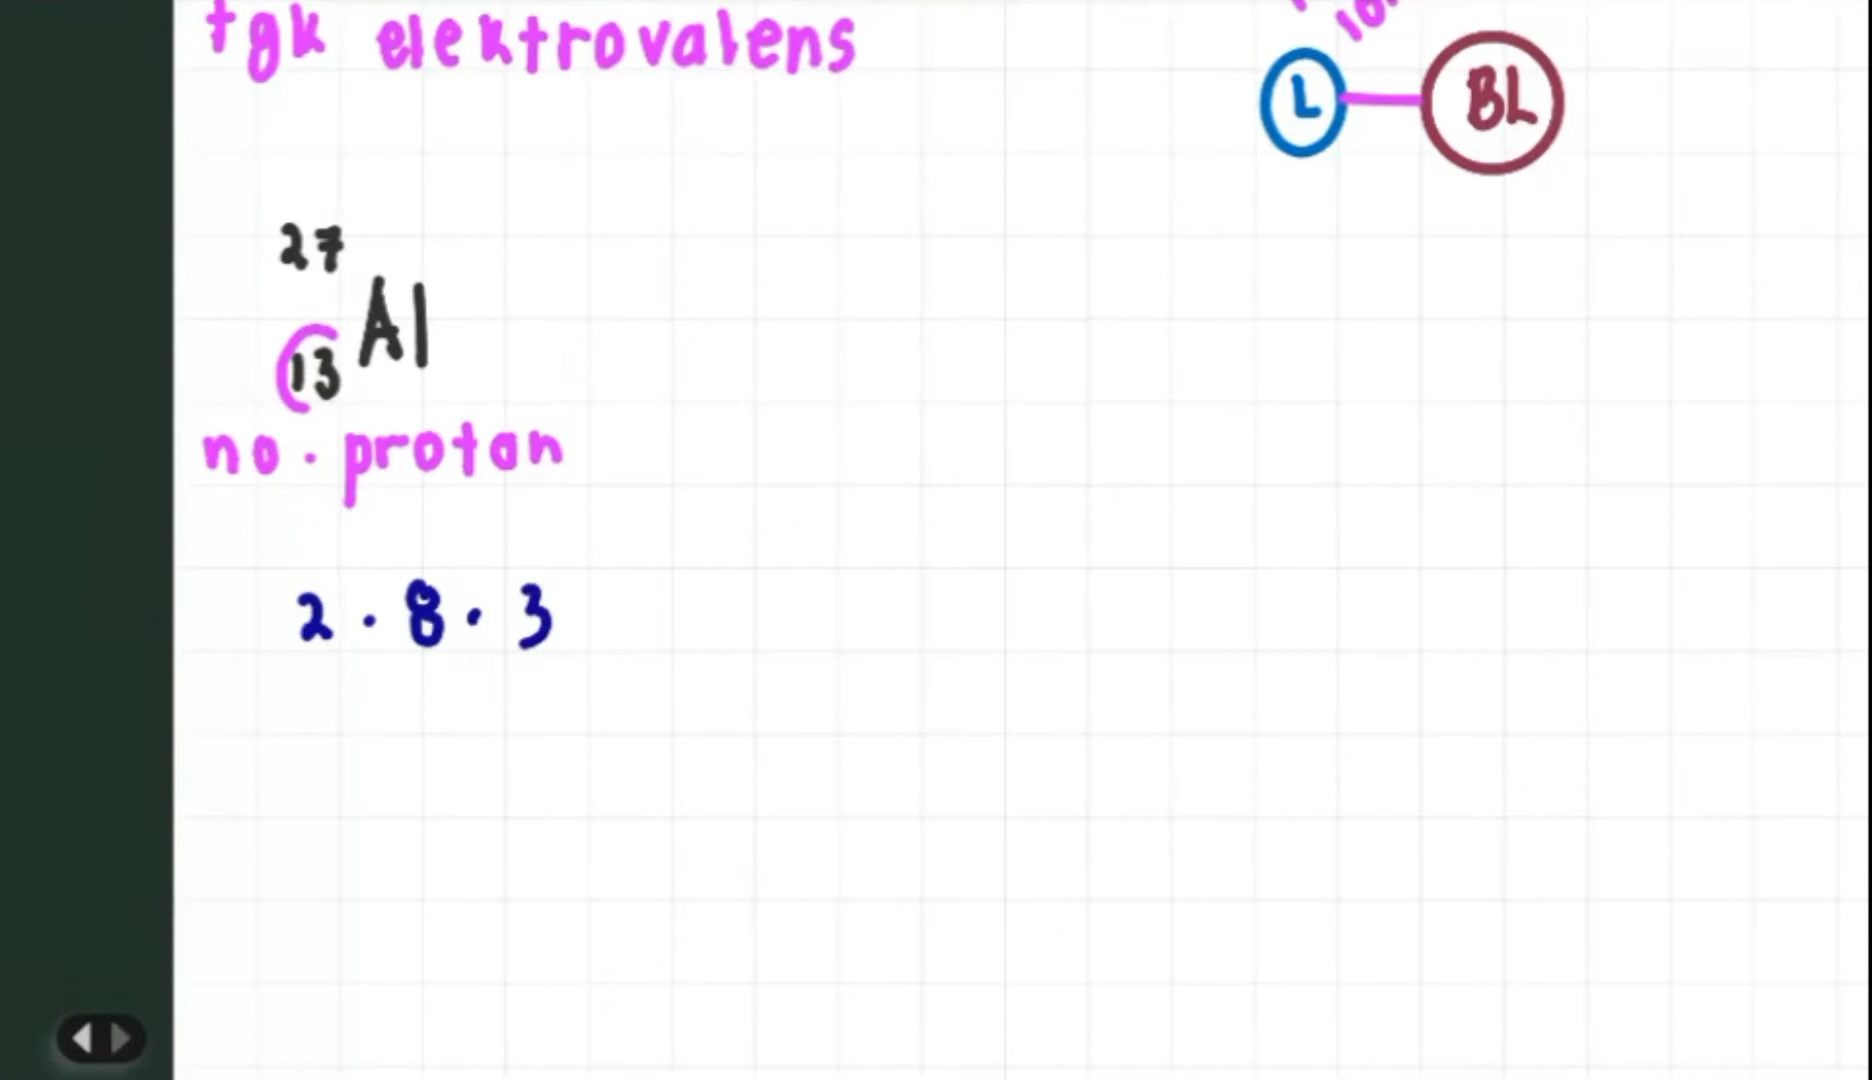 tgk elektrovalens
L BL
27
13 Al
no. proton
2 . 8 . 3